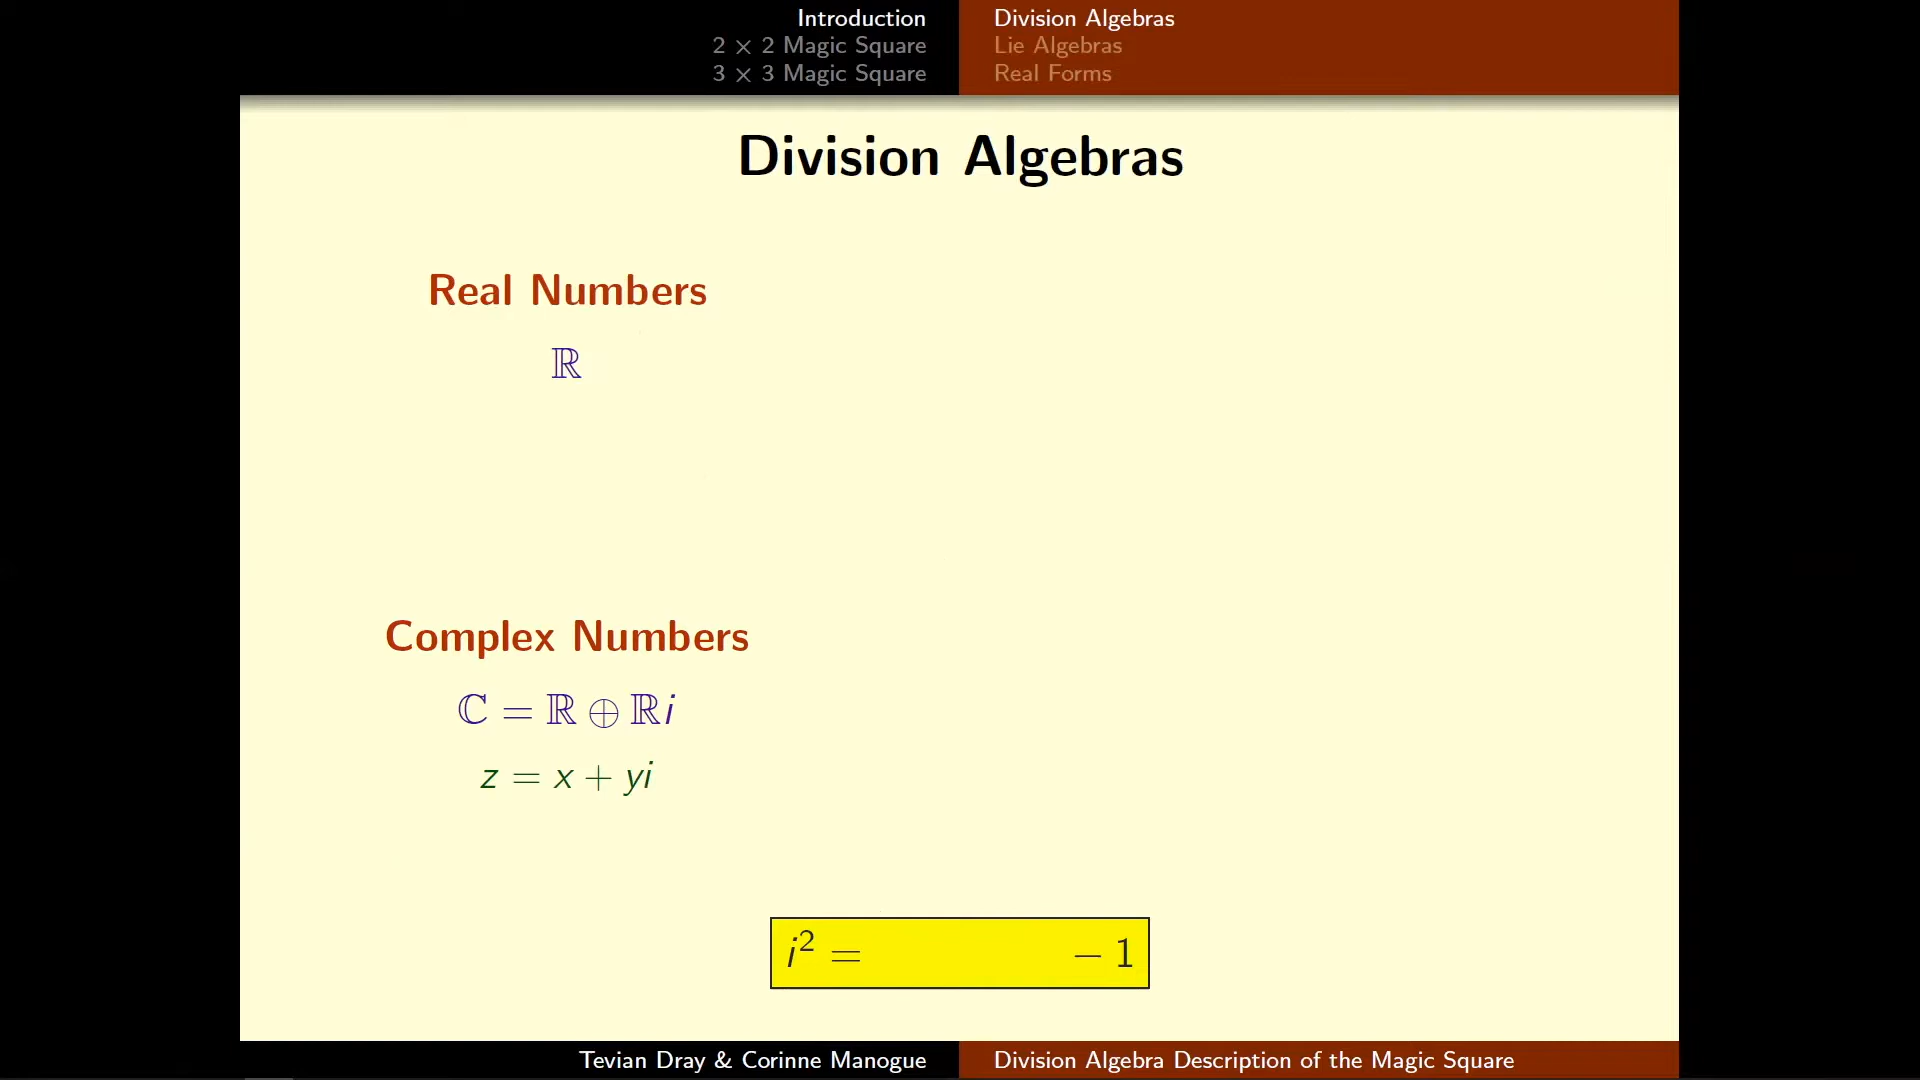 Introduction
2 × 2 Magic Square
3 × 3 Magic Square
Division Algebras
Lie Algebras
Real Forms
Division Algebras
Real Numbers
ℝ
Complex Numbers
ℂ = ℝ ⊕ ℝi
z = x + yi
i² = − 1
Tevian Dray & Corinne Manogue
Division Algebra Description of the Magic Square